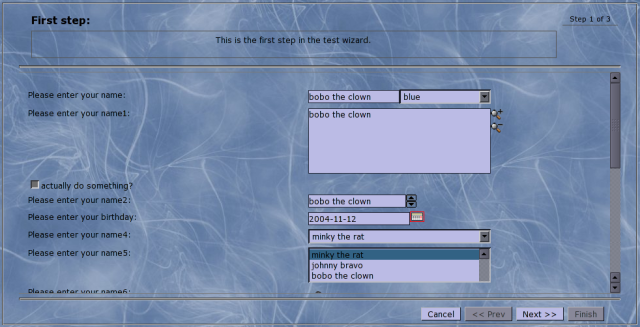 First step:
Step 1 of 3
This is the first step in the test wizard.
Please enter your name:
bobo the clown
blue
Please enter your name1:
bobo the clown
actually do something?
Please enter your name2:
bobo the clown
Please enter your birthday:
2004-11-12
Please enter your name4:
minky the rat
Please enter your name5:
minky the rat
johnny bravo
bobo the clown
Please enter your name6:
Cancel
<< Prev
Next >>
Finish